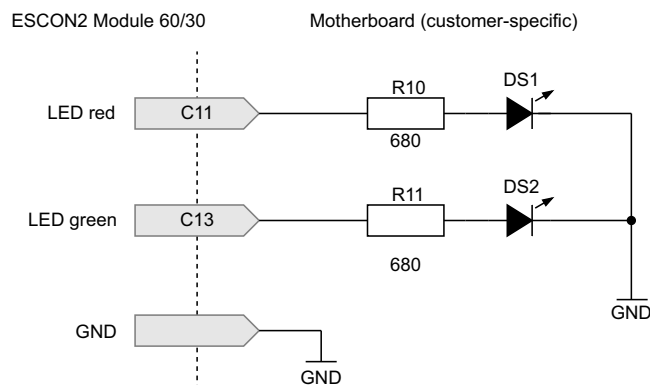 ESCON2 Module 60/30
Motherboard (customer-specific)
R10
DS1
LED red
C11
680
R11
DS2
LED green
C13
680
GND
GND
GND